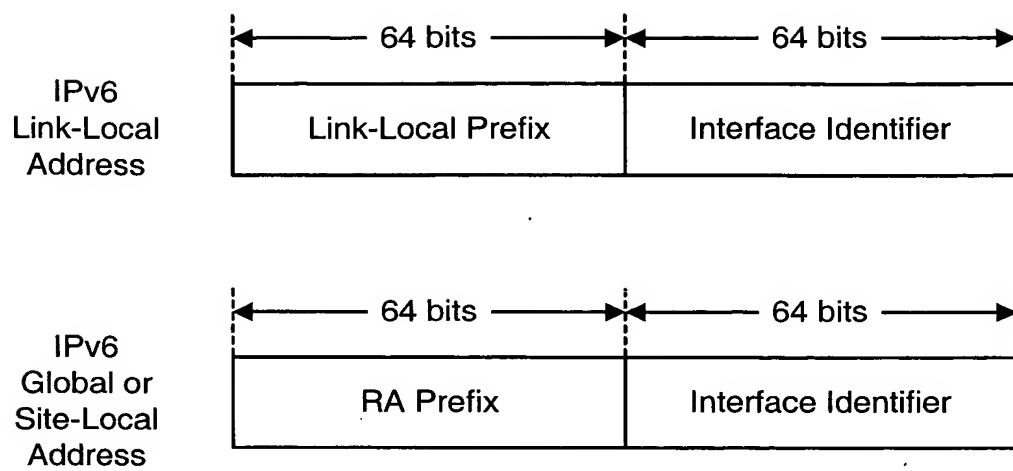 64 bits 64 bits
IPv6
Link-Local
Address
Link-Local Prefix Interface Identifier
64 bits 64 bits
IPv6
Global or
Site-Local
Address
RA Prefix Interface Identifier